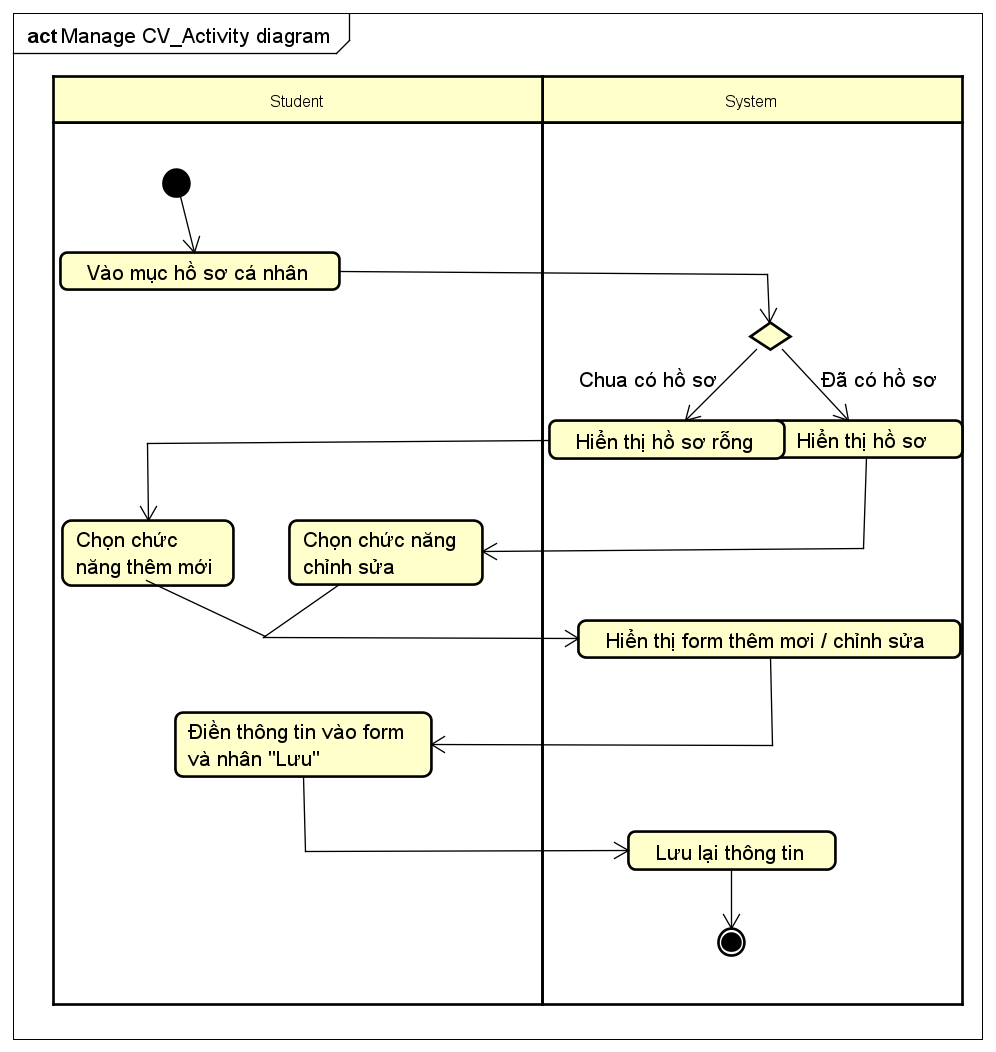 act Manage CV_Activity diagram
Student
System
Vào mục hồ sơ cá nhân
Chua có hồ sơ
Đã có hồ sơ
Hiển thị hồ sơ rỗng
Hiển thị hồ sơ
Chọn chức
năng thêm mới
Chọn chức năng
chỉnh sửa
Hiển thị form thêm mơi / chỉnh sửa
Điền thông tin vào form
và nhân "Lưu"
Lưu lại thông tin